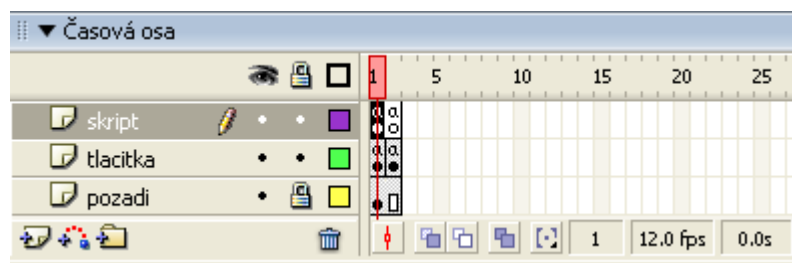 Časová osa
1 5 10 15 20 25
skript a a
tlacitka a a
pozadi
1 12.0 fps 0.0s